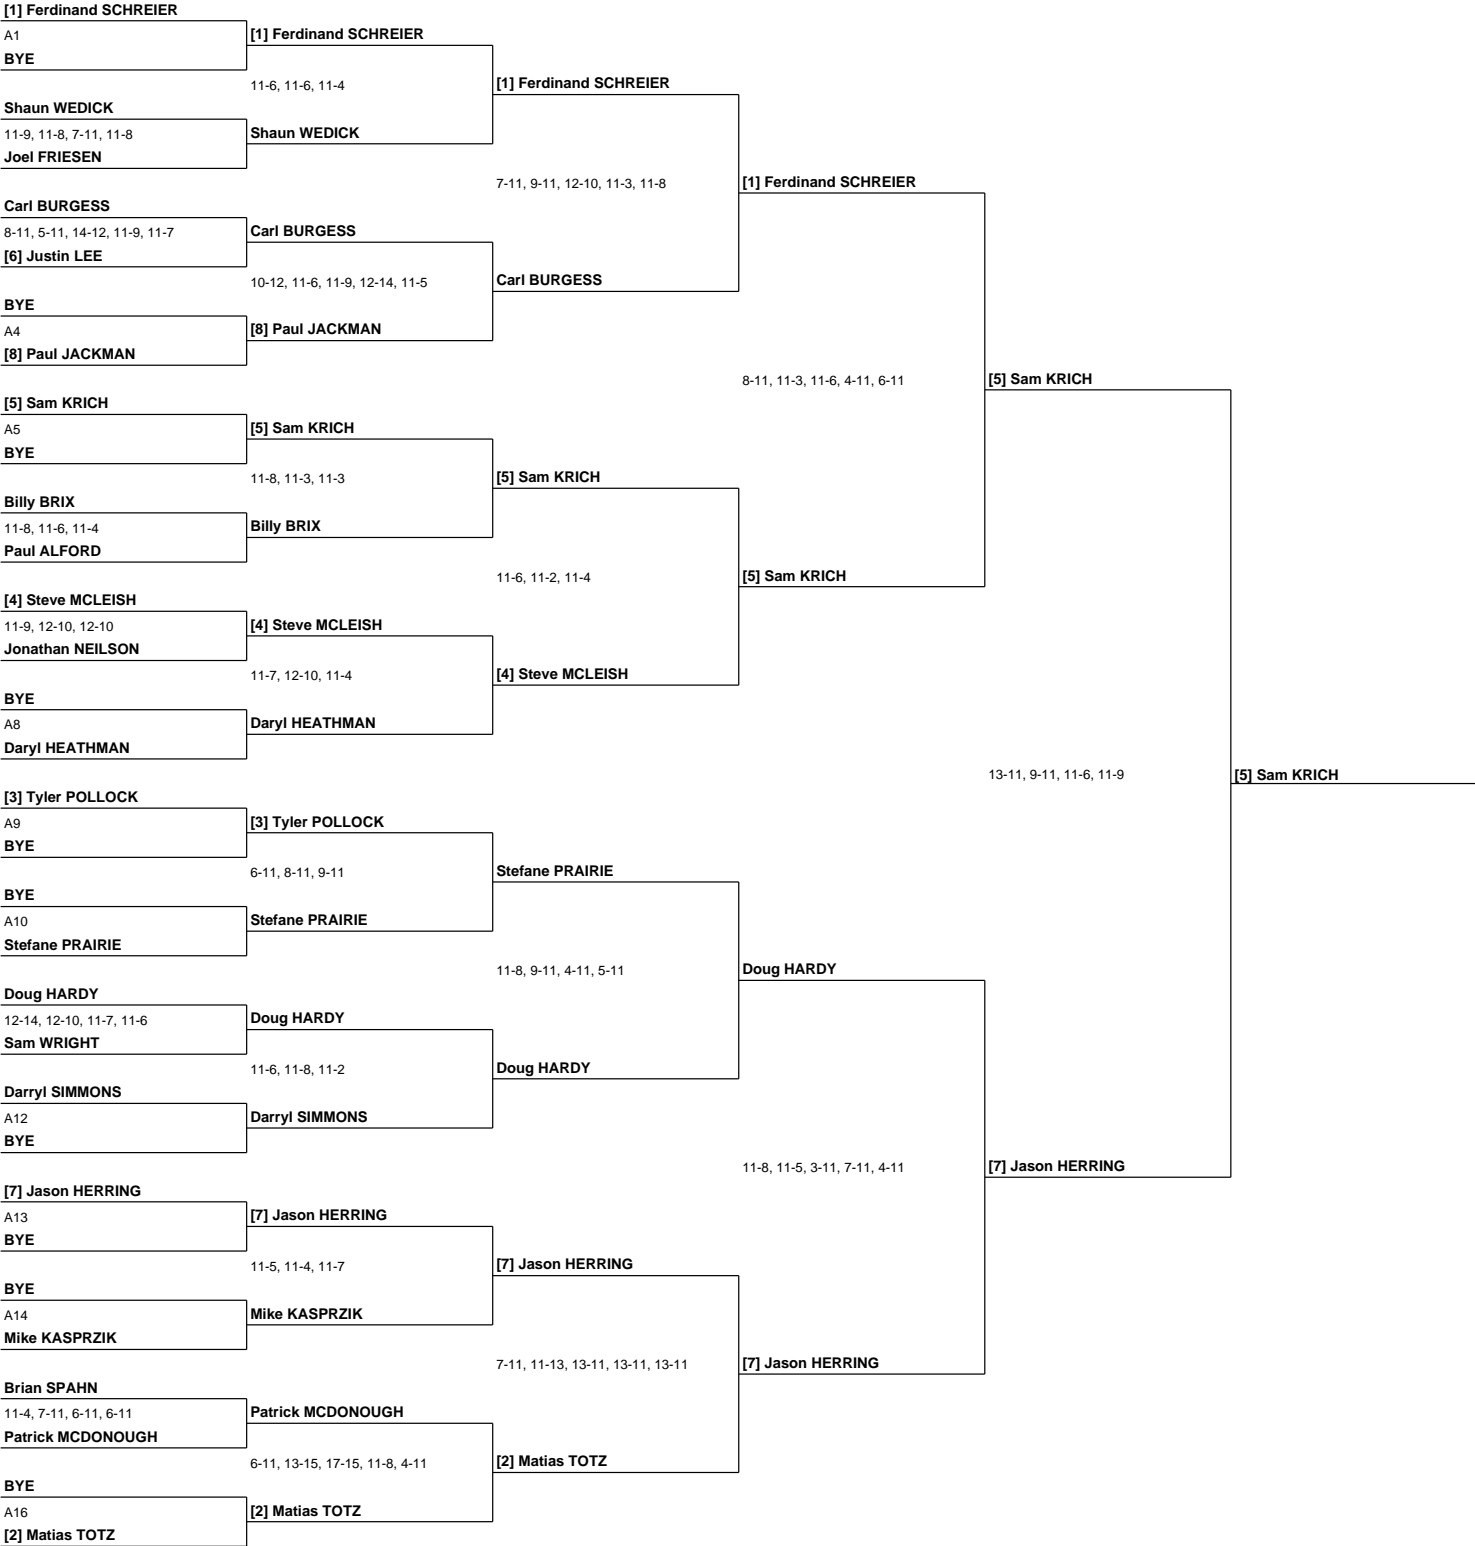 [1] Ferdinand SCHREIER
A1
BYE
[1] Ferdinand SCHREIER
11-6, 11-6, 11-4
Shaun WEDICK
11-9, 11-8, 7-11, 11-8
Joel FRIESEN
Shaun WEDICK
[1] Ferdinand SCHREIER
7-11, 9-11, 12-10, 11-3, 11-8
Carl BURGESS
8-11, 5-11, 14-12, 11-9, 11-7
[6] Justin LEE
Carl BURGESS
10-12, 11-6, 11-9, 12-14, 11-5
BYE
A4
[8] Paul JACKMAN
[8] Paul JACKMAN
Carl BURGESS
[1] Ferdinand SCHREIER
8-11, 11-3, 11-6, 4-11, 6-11
[5] Sam KRICH
A5
BYE
[5] Sam KRICH
11-8, 11-3, 11-3
Billy BRIX
11-8, 11-6, 11-4
Paul ALFORD
Billy BRIX
[5] Sam KRICH
11-6, 11-2, 11-4
[4] Steve MCLEISH
11-9, 12-10, 12-10
Jonathan NEILSON
[4] Steve MCLEISH
11-7, 12-10, 11-4
BYE
A8
Daryl HEATHMAN
Daryl HEATHMAN
[4] Steve MCLEISH
[5] Sam KRICH
[5] Sam KRICH
13-11, 9-11, 11-6, 11-9
[5] Sam KRICH
[3] Tyler POLLOCK
A9
BYE
[3] Tyler POLLOCK
6-11, 8-11, 9-11
BYE
A10
Stefane PRAIRIE
Stefane PRAIRIE
Stefane PRAIRIE
11-8, 9-11, 4-11, 5-11
Doug HARDY
12-14, 12-10, 11-7, 11-6
Sam WRIGHT
Doug HARDY
11-6, 11-8, 11-2
Darryl SIMMONS
A12
BYE
Darryl SIMMONS
Doug HARDY
Doug HARDY
11-8, 11-5, 3-11, 7-11, 4-11
[7] Jason HERRING
[7] Jason HERRING
A13
BYE
[7] Jason HERRING
11-5, 11-4, 11-7
BYE
A14
Mike KASPRZIK
Mike KASPRZIK
[7] Jason HERRING
7-11, 11-13, 13-11, 13-11, 13-11
[7] Jason HERRING
Brian SPAHN
11-4, 7-11, 6-11, 6-11
Patrick MCDONOUGH
Patrick MCDONOUGH
6-11, 13-15, 17-15, 11-8, 4-11
BYE
A16
[2] Matias TOTZ
[2] Matias TOTZ
[2] Matias TOTZ